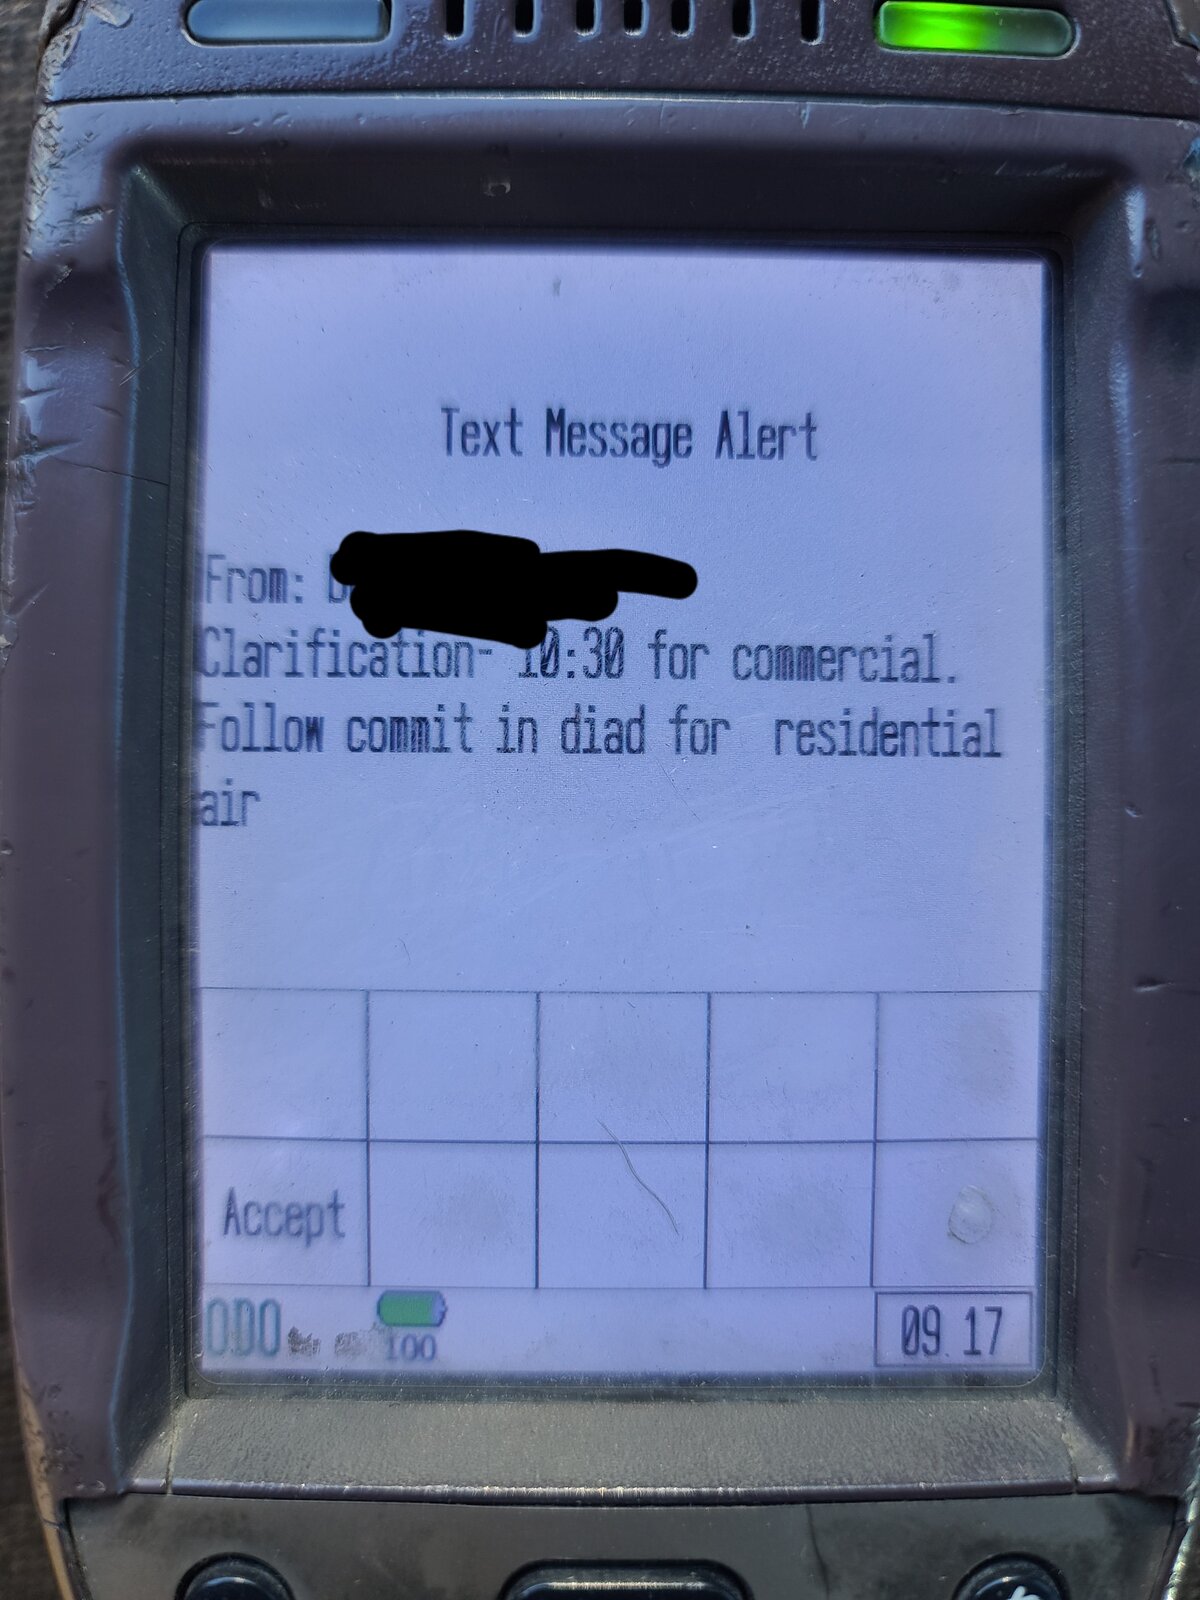 Text Message Alert
From:
Clarification- 10:30 for commercial.
Follow commit in diad for residential
air
Accept
ODO
100
09 17